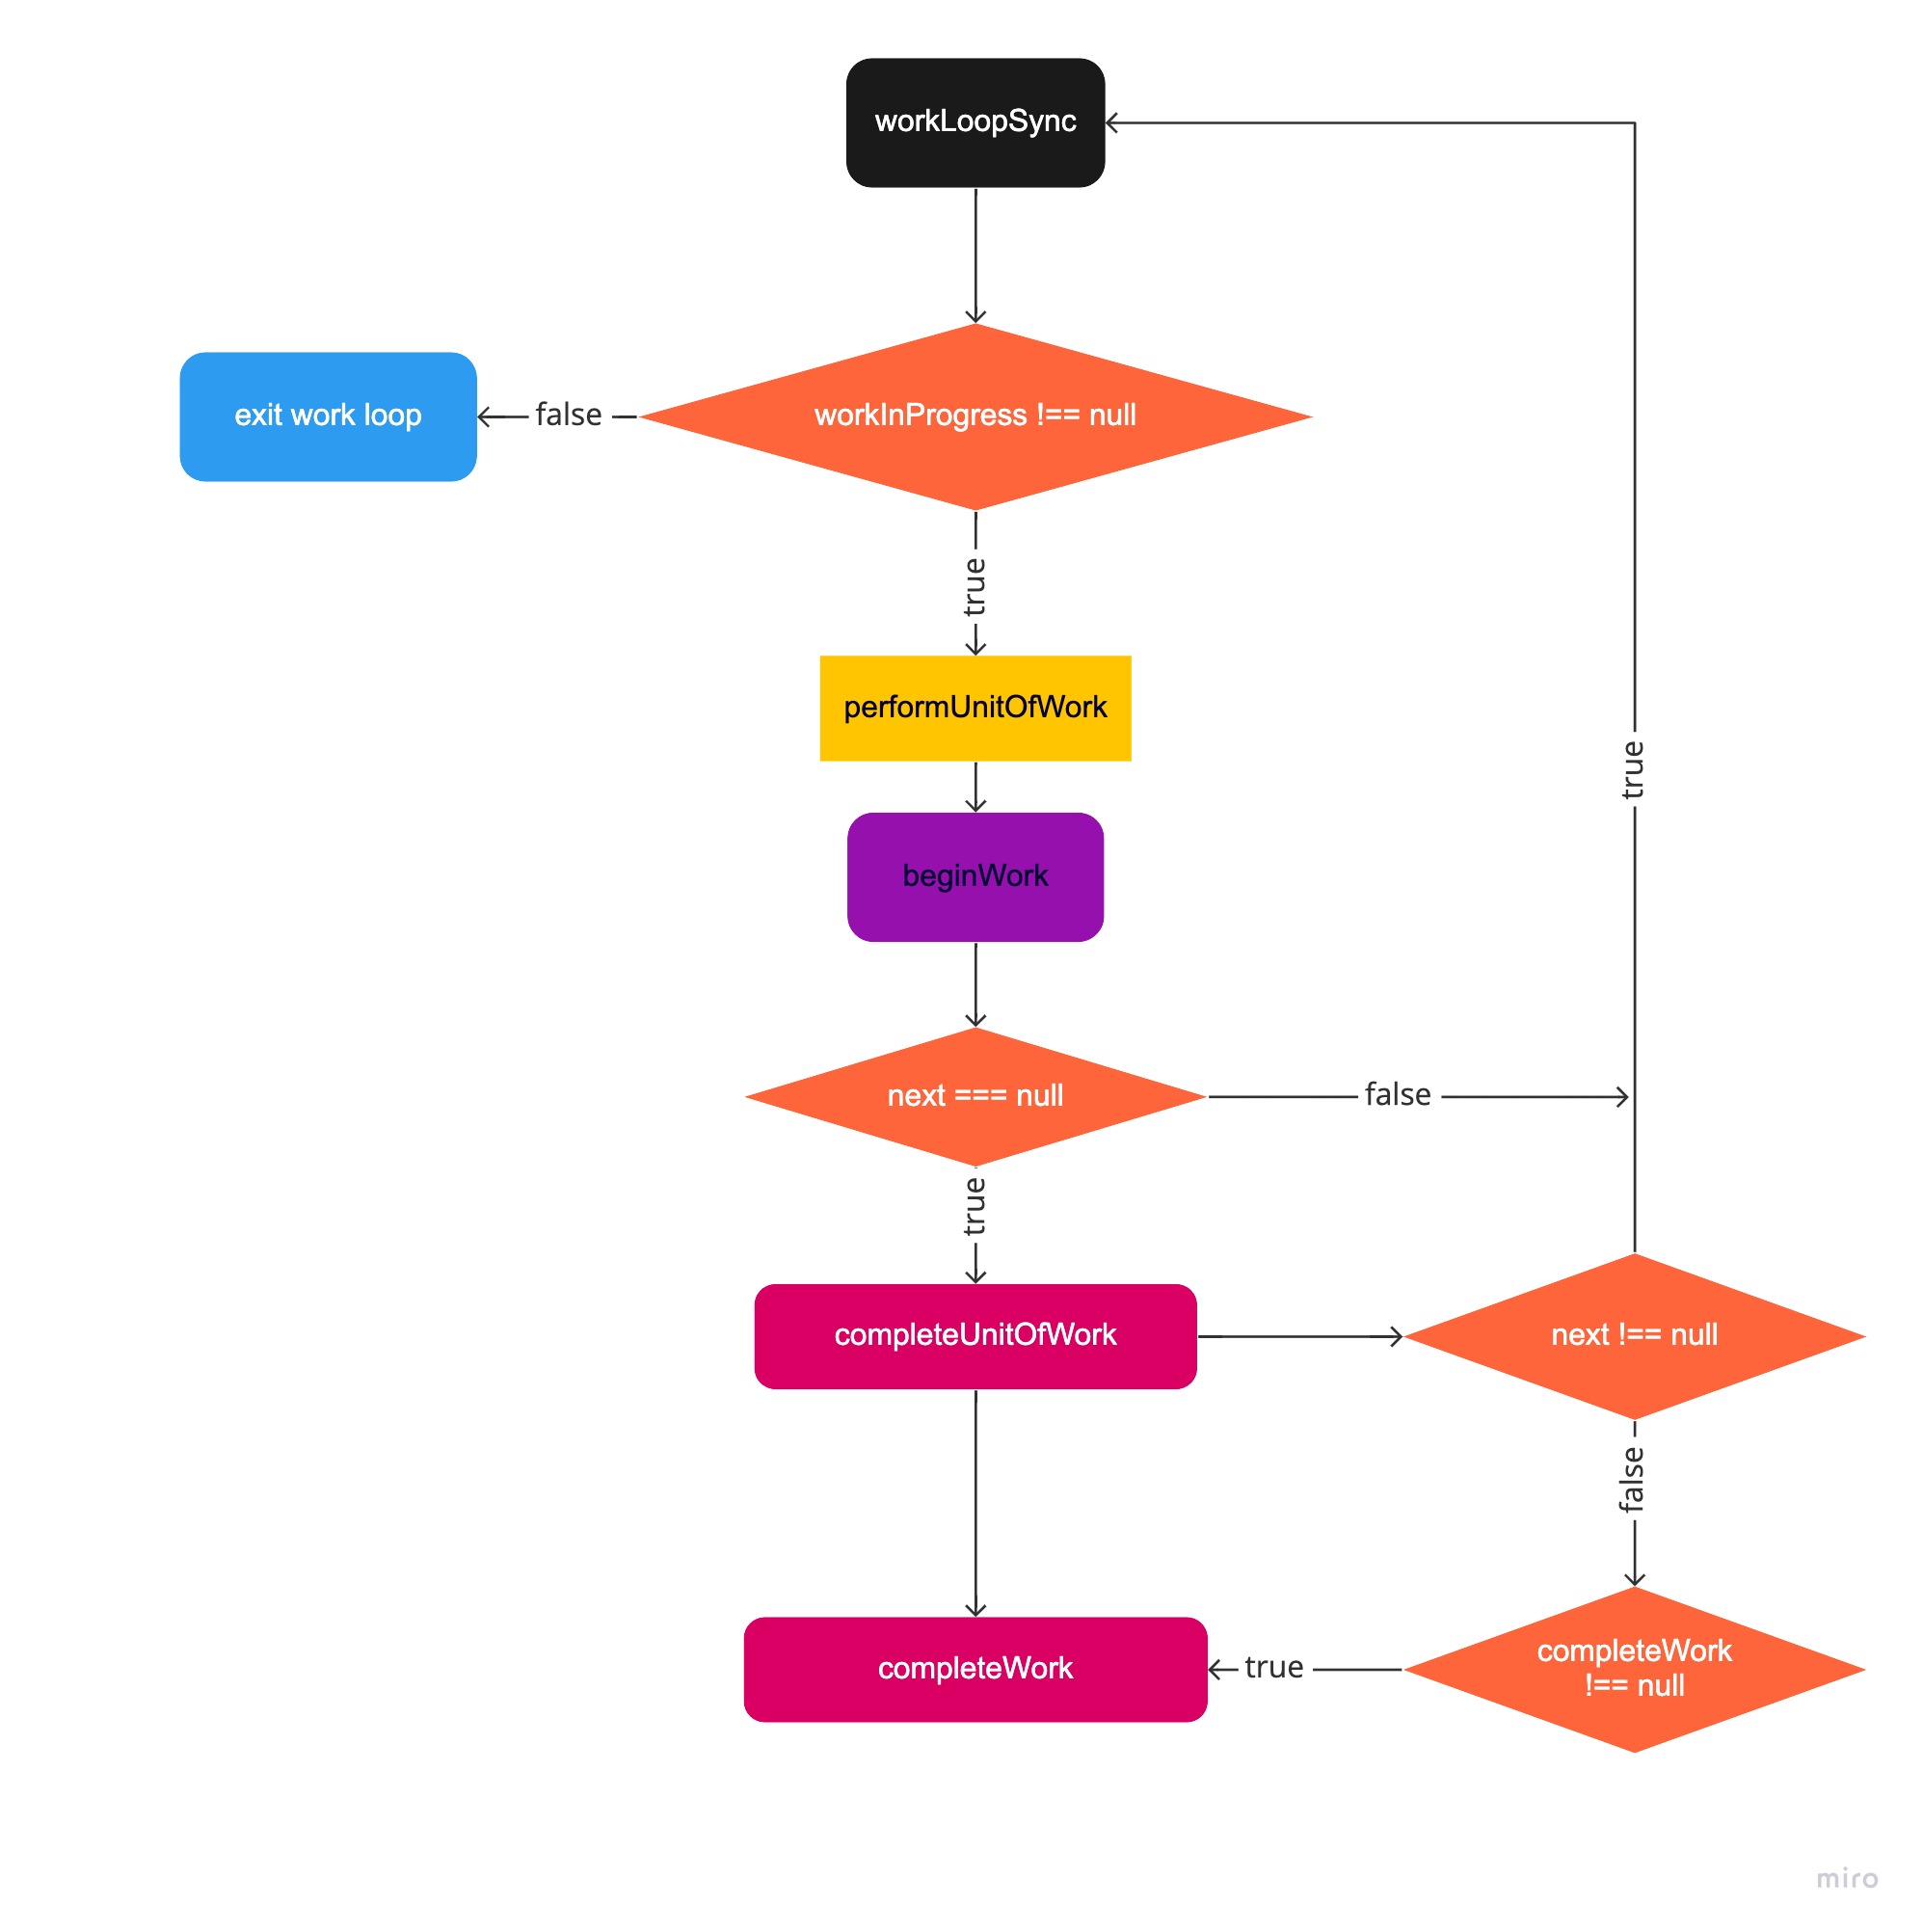 workLoopSync
exit work loop
false
workInProgress !== null
true
performUnitOfWork
true
beginWork
next === null
false
true
completeUnitOfWork
next !== null
false
completeWork
true
completeWork
!== null
miro